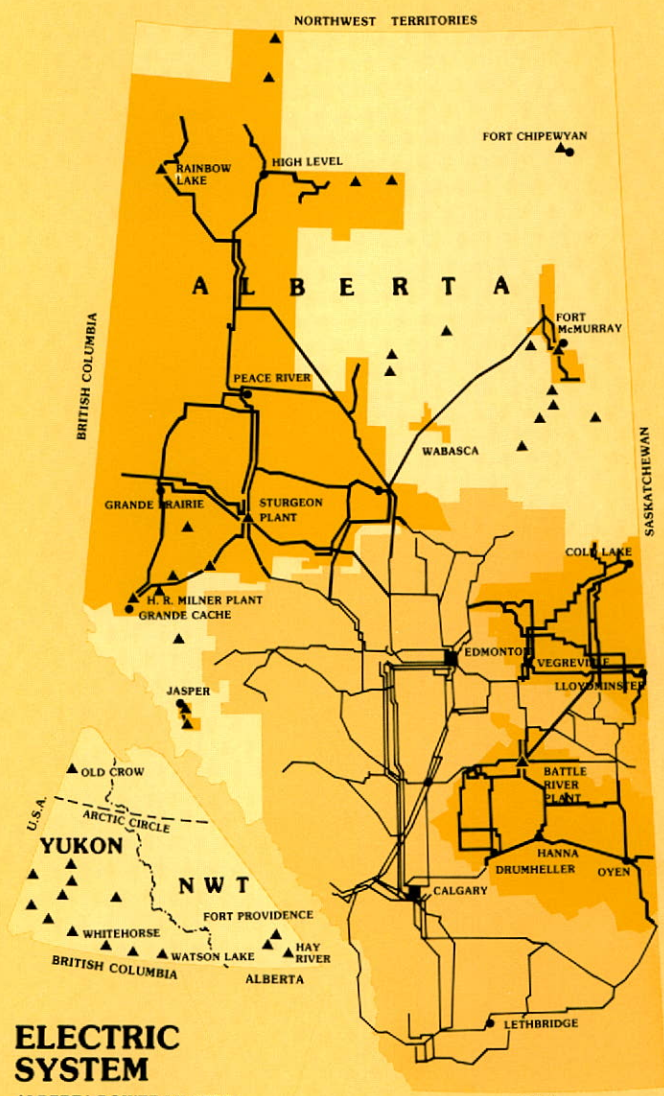 NORTHWEST TERRITORIES
FORT CHIPEWYAN
RAINBOW
LAKE
HIGH LEVEL
ALBERTA
BRITISH COLUMBIA
FORT
McMURRAY
PEACE RIVER
WABASCA
SASKATCHEWAN
GRANDE PRAIRIE
STURGEON
PLANT
COLD LAKE
H. R. MILNER PLANT
GRANDE CACHE
EDMONTON
VEGREVILLE
LLOYDMINSTER
JASPER
OLD CROW
BATTLE
RIVER
PLANT
U.S.A.
ARCTIC CIRCLE
YUKON
HANNA
DRUMHELLER
OYEN
NWT
CALGARY
FORT PROVIDENCE
WHITEHORSE
WATSON LAKE
HAY
RIVER
BRITISH COLUMBIA
ALBERTA
LETHBRIDGE
ELECTRIC
SYSTEM